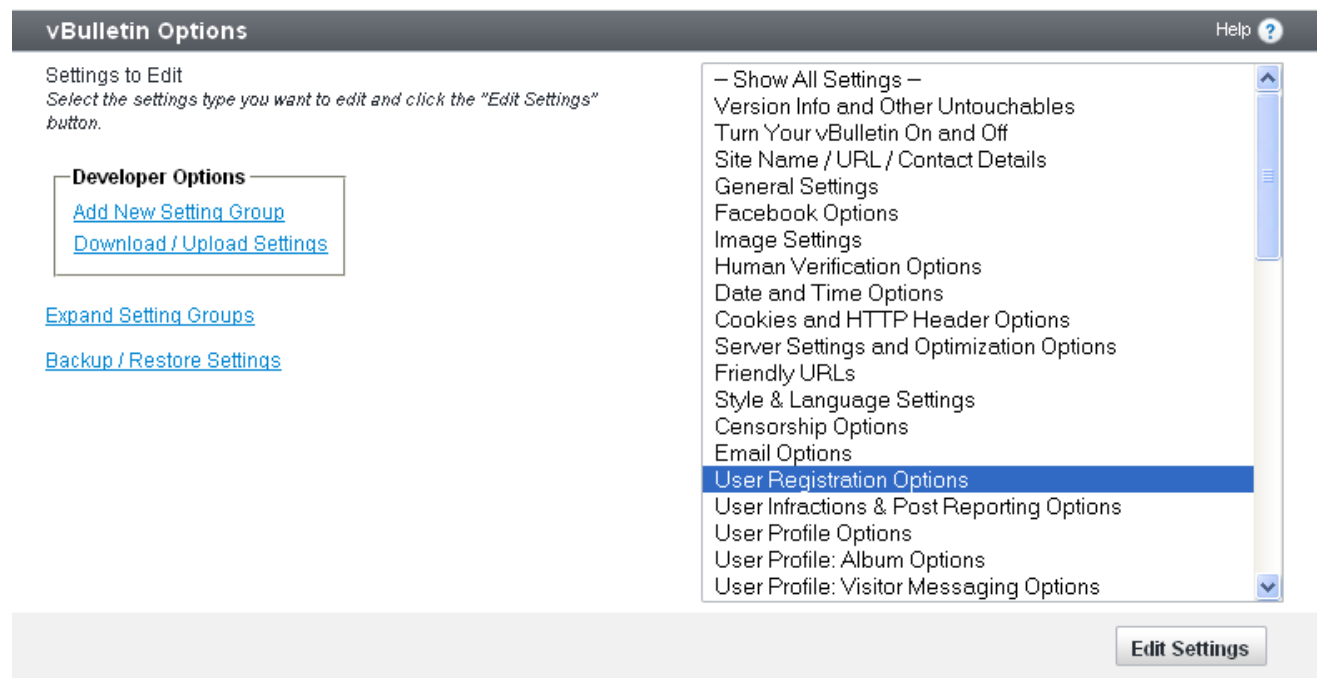 vBulletin Options
Help ?
Settings to Edit
Select the settings type you want to edit and click the "Edit Settings"
button.
Developer Options
Add New Setting Group
Download / Upload Settings
Expand Setting Groups
Backup / Restore Settings
– Show All Settings –
Version Info and Other Untouchables
Turn Your vBulletin On and Off
Site Name / URL / Contact Details
General Settings
Facebook Options
Image Settings
Human Verification Options
Date and Time Options
Cookies and HTTP Header Options
Server Settings and Optimization Options
Friendly URLs
Style & Language Settings
Censorship Options
Email Options
User Registration Options
User Infractions & Post Reporting Options
User Profile Options
User Profile: Album Options
User Profile: Visitor Messaging Options
Edit Settings